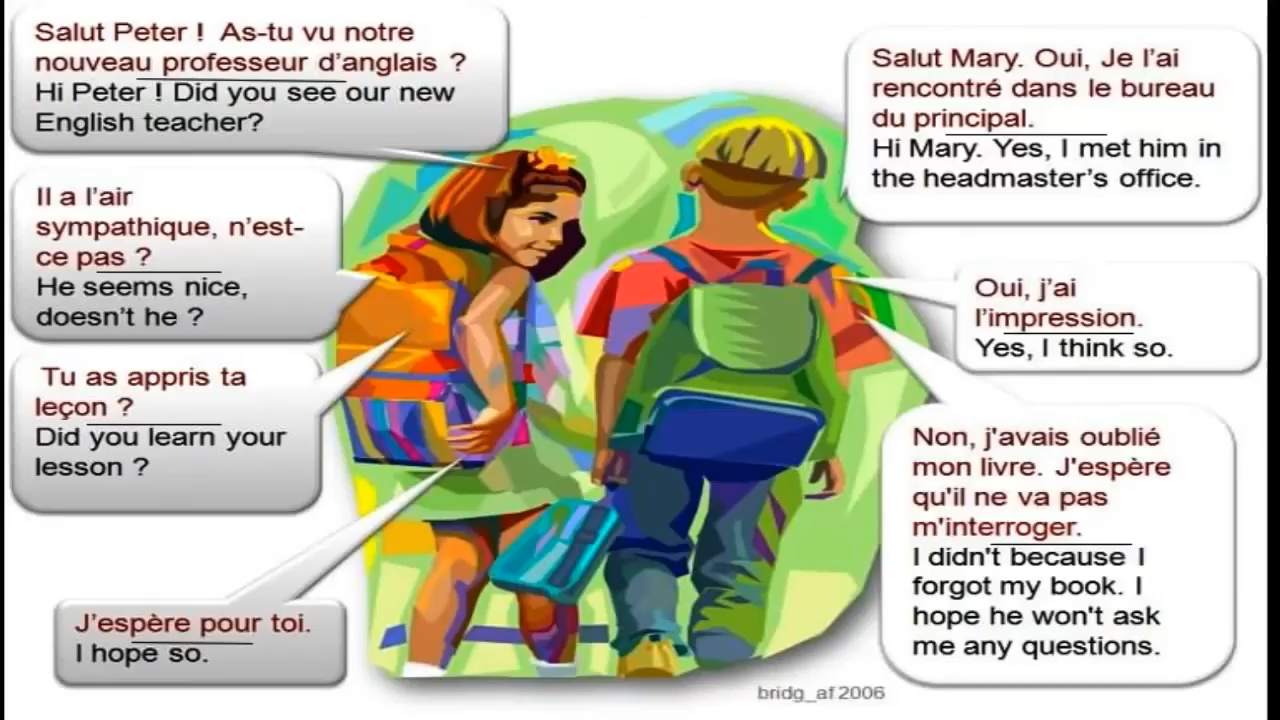 Salut Peter ! As-tu vu notre
nouveau professeur d'anglais ?
Hi Peter ! Did you see our new
English teacher?
Salut Mary. Oui, Je l'ai
rencontré dans le bureau
du principal.
Hi Mary. Yes, I met him in
the headmaster's office.
Il a l'air
sympathique, n'est-
ce pas ?
He seems nice,
doesn't he ?
Oui, j'ai
l'impression.
Yes, I think so.
Tu as appris ta
leçon ?
Did you learn your
lesson ?
Non, j'avais oublié
mon livre. J'espère
qu'il ne va pas
m'interroger.
I didn't because I
forgot my book. I
hope he won't ask
me any questions.
J'espère pour toi.
I hope so.
bridg_af 2006